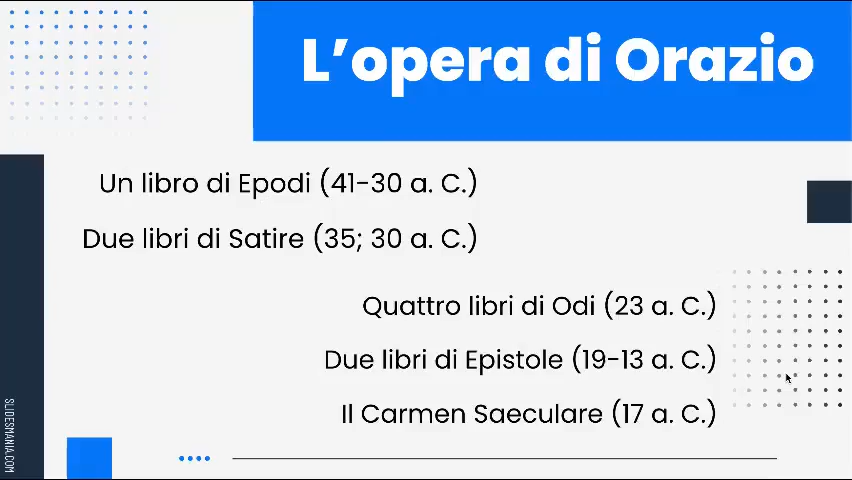 L’opera di Orazio
Un libro di Epodi (41-30 a. C.)
Due libri di Satire (35; 30 a. C.)
Quattro libri di Odi (23 a. C.)
Due libri di Epistole (19-13 a. C.)
Il Carmen Saeculare (17 a. C.)
SLIDESMANIA.COM